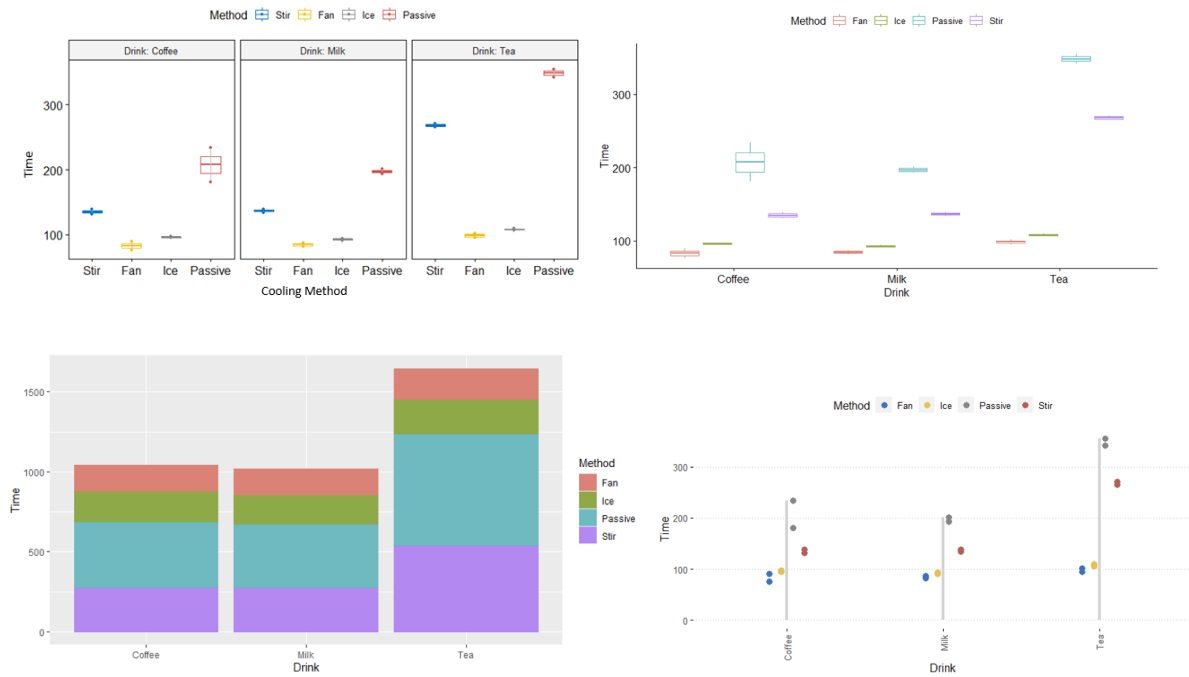 Method Stir Fan Ice Passive
Drink: Coffee Drink: Milk Drink: Tea
300
200
100
Time
Stir Fan Ice Passive Stir Fan Ice Passive Stir Fan Ice Passive
Cooling Method
Method Fan Ice Passive Stir
300
200
100
Time
Coffee Milk Tea
Drink
1500
1000
500
0
Time
Coffee Milk Tea
Drink
Method
Fan
Ice
Passive
Stir
Method Fan Ice Passive Stir
300
200
100
0
Time
Coffee Milk Tea
Drink